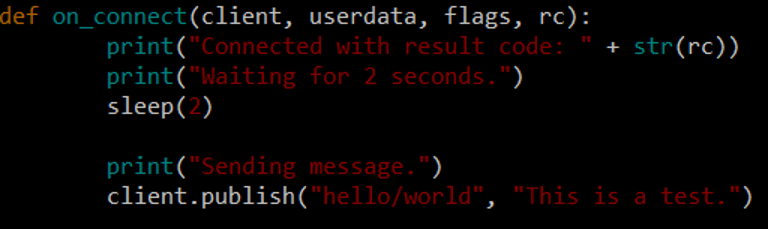 def on_connect(client, userdata, flags, rc):
        print("Connected with result code: " + str(rc))
        print("Waiting for 2 seconds.")
        sleep(2)

        print("Sending message.")
        client.publish("hello/world", "This is a test.")